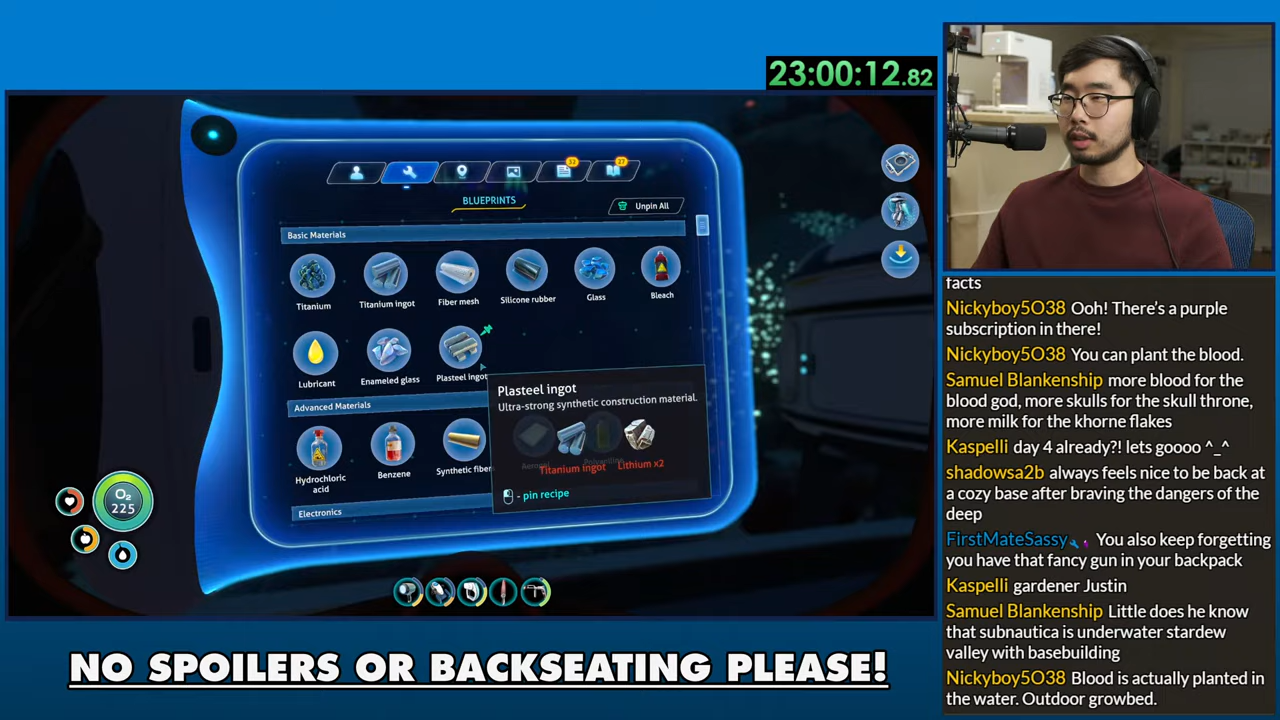 23:00:12.82
37
27
BLUEPRINTS
Unpin All
Basic Materials
Titanium
Titanium ingot
Fiber mesh
Silicone rubber
Glass
Bleach
Lubricant
Enameled glass
Plasteel ingot
Plasteel ingot
Ultra-strong synthetic construction material.
Titanium ingot
Lithium x2
- pin recipe
Advanced Materials
Hydrochloric
acid
Benzene
Synthetic fibers
Electronics
O₂
225
NO SPOILERS OR BACKSEATING PLEASE!
facts
Nickyboy5O38 Ooh! There's a purple
subscription in there!
Nickyboy5O38 You can plant the blood.
Samuel Blankenship more blood for the
blood god, more skulls for the skull throne,
more milk for the khorne flakes
Kaspelli day 4 already?! lets goooo ^_^
shadowsa2b always feels nice to be back at
a cozy base after braving the dangers of the
deep
FirstMateSassy You also keep forgetting
you have that fancy gun in your backpack
Kaspelli gardener Justin
Samuel Blankenship Little does he know
that subnautica is underwater stardew
valley with basebuilding
Nickyboy5O38 Blood is actually planted in
the water. Outdoor growbed.